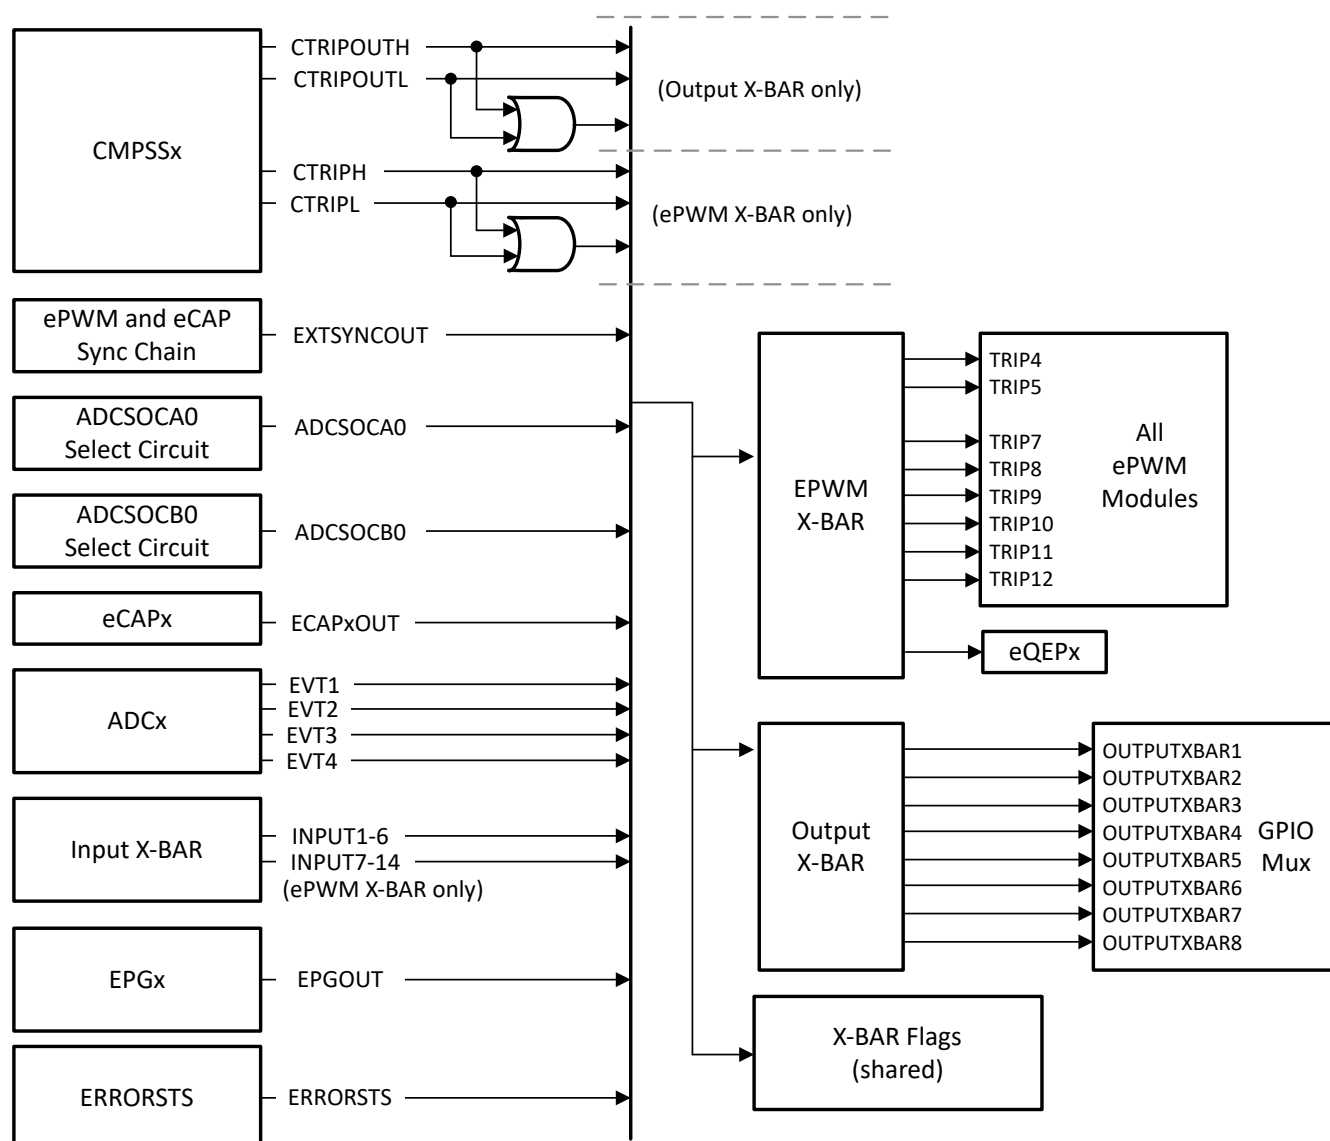 CMPSSx
CTRIPOUTH
CTRIPOUTL
CTRIPH
CTRIPL
(Output X-BAR only)
(ePWM X-BAR only)
ePWM and eCAP
Sync Chain
EXTSYNCOUT
ADCSOCA0
Select Circuit
ADCSOCA0
ADCSOCB0
Select Circuit
ADCSOCB0
eCAPx
ECAPxOUT
ADCx
EVT1
EVT2
EVT3
EVT4
Input X-BAR
INPUT1-6
INPUT7-14
(ePWM X-BAR only)
EPGx
EPGOUT
ERRORSTS
ERRORSTS
EPWM
X-BAR
TRIP4
TRIP5
TRIP7
TRIP8
TRIP9
TRIP10
TRIP11
TRIP12
All
ePWM
Modules
eQEPx
Output
X-BAR
OUTPUTXBAR1
OUTPUTXBAR2
OUTPUTXBAR3
OUTPUTXBAR4
OUTPUTXBAR5
OUTPUTXBAR6
OUTPUTXBAR7
OUTPUTXBAR8
GPIO
Mux
X-BAR Flags
(shared)